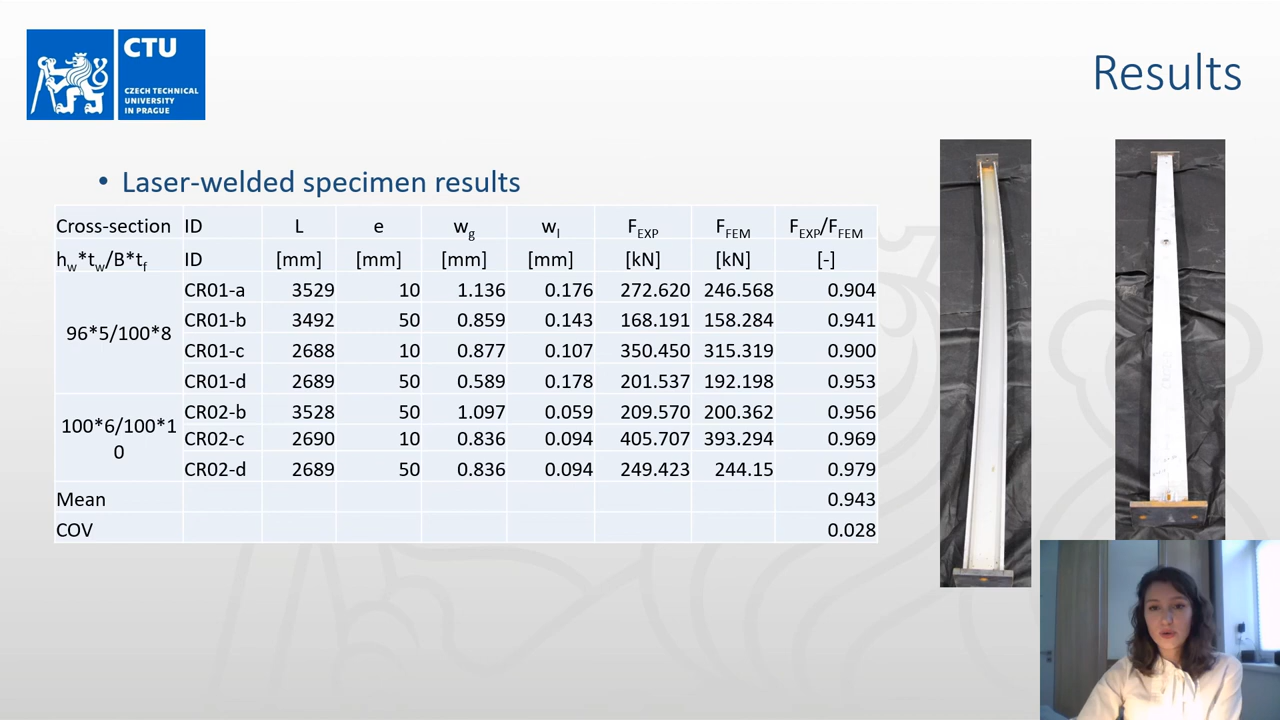 CTU
CZECH TECHNICAL
UNIVERSITY
IN PRAGUE
Results
• Laser-welded specimen results
Cross-section ID L e wg wl FEXP FFEM FEXP/FFEM
hw*tw/B*tf ID [mm] [mm] [mm] [mm] [kN] [kN] [-]
96*5/100*8
CR01-a 3529 10 1.136 0.176 272.620 246.568 0.904
CR01-b 3492 50 0.859 0.143 168.191 158.284 0.941
CR01-c 2688 10 0.877 0.107 350.450 315.319 0.900
CR01-d 2689 50 0.589 0.178 201.537 192.198 0.953
100*6/100*1
0
CR02-b 3528 50 1.097 0.059 209.570 200.362 0.956
CR02-c 2690 10 0.836 0.094 405.707 393.294 0.969
CR02-d 2689 50 0.836 0.094 249.423 244.15 0.979
Mean 0.943
COV 0.028